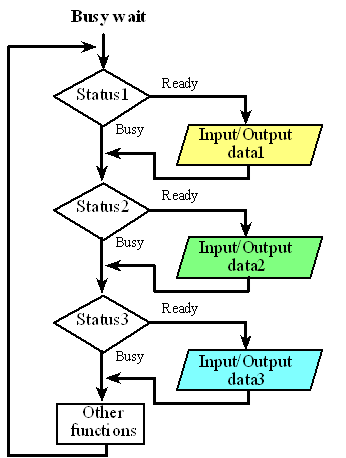 Busy wait
Status1
Ready
Input/Output
data1
Busy
Status2
Ready
Input/Output
data2
Busy
Status3
Ready
Input/Output
data3
Busy
Other
functions